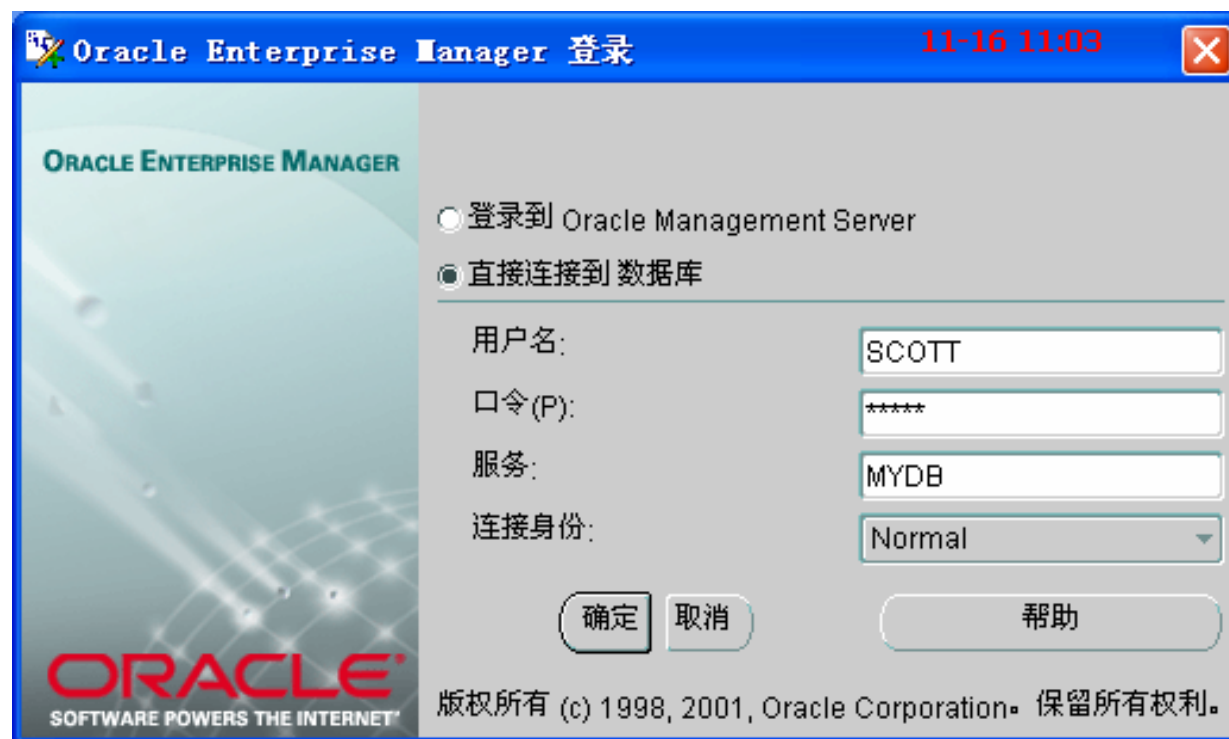 Oracle Enterprise Manager 登录
11-16 11:03
ORACLE ENTERPRISE MANAGER
登录到 Oracle Management Server
直接连接到 数据库
用户名: SCOTT
口令(P): *****
服务: MYDB
连接身份: Normal
确定 取消 帮助
ORACLE®
SOFTWARE POWERS THE INTERNET™
版权所有 (c) 1998, 2001, Oracle Corporation。保留所有权利。